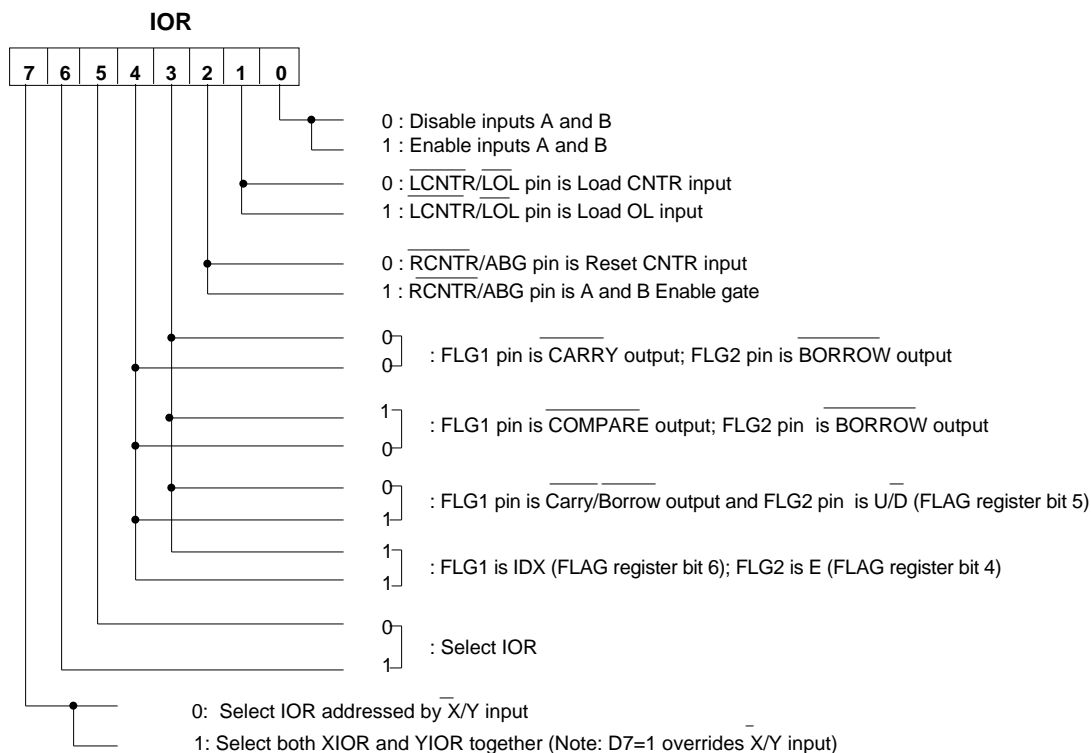 IOR
7 6 5 4 3 2 1 0
0 : Disable inputs A and B
1 : Enable inputs A and B
0 : LCNTR/LOL pin is Load CNTR input
1 : LCNTR/LOL pin is Load OL input
0 : RCNTR/ABG pin is Reset CNTR input
1 : RCNTR/ABG pin is A and B Enable gate
0
: FLG1 pin is CARRY output; FLG2 pin is BORROW output
0
1
: FLG1 pin is COMPARE output; FLG2 pin is BORROW output
0
0
: FLG1 pin is Carry/Borrow output and FLG2 pin is U/D (FLAG register bit 5)
1
1
: FLG1 is IDX (FLAG register bit 6); FLG2 is E (FLAG register bit 4)
1
0
: Select IOR
1
0: Select IOR addressed by X/Y input
1: Select both XIOR and YIOR together (Note: D7=1 overrides X/Y input)